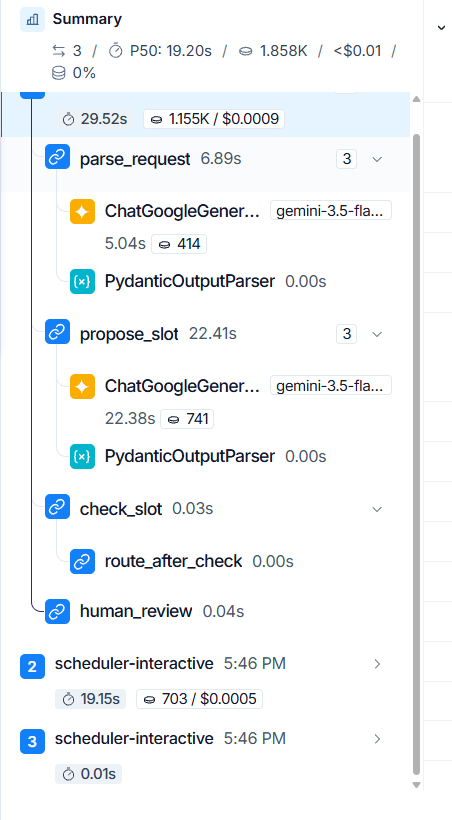 Summary
3 / P50: 19.20s / 1.858K / <$0.01 /
0%
29.52s 1.155K / $0.0009
parse_request 6.89s 3
ChatGoogleGener... gemini-3.5-fla...
5.04s 414
PydanticOutputParser 0.00s
propose_slot 22.41s 3
ChatGoogleGener... gemini-3.5-fla...
22.38s 741
PydanticOutputParser 0.00s
check_slot 0.03s
route_after_check 0.00s
human_review 0.04s
2 scheduler-interactive 5:46 PM
19.15s 703 / $0.0005
3 scheduler-interactive 5:46 PM
0.01s